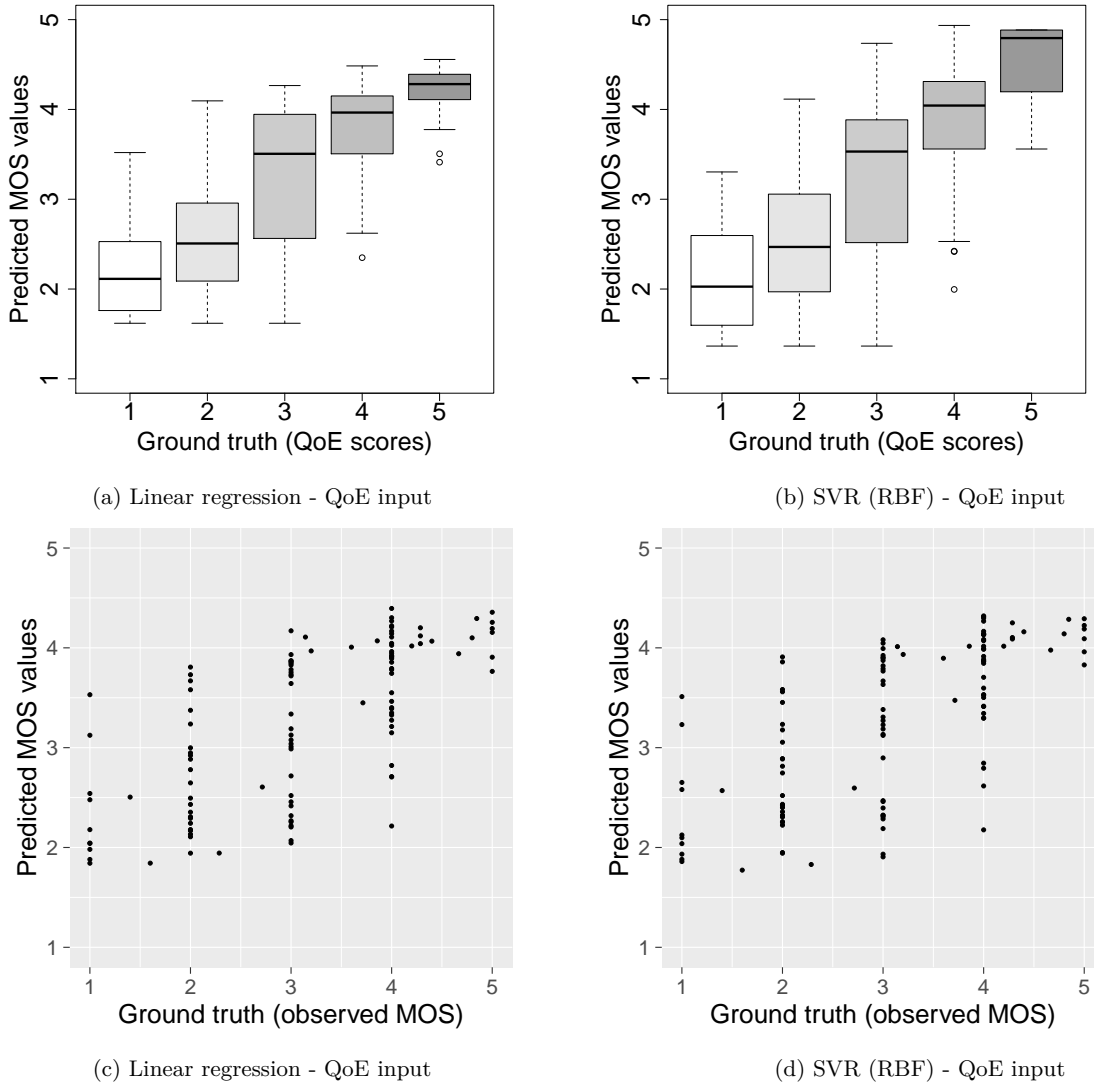 Predicted MOS values
5
4
3
2
1
1 2 3 4 5
Ground truth (QoE scores)
(a) Linear regression - QoE input
Predicted MOS values
5
4
3
2
1
1 2 3 4 5
Ground truth (QoE scores)
(b) SVR (RBF) - QoE input
Predicted MOS values
5
4
3
2
1
1 2 3 4 5
Ground truth (observed MOS)
(c) Linear regression - QoE input
Predicted MOS values
5
4
3
2
1
1 2 3 4 5
Ground truth (observed MOS)
(d) SVR (RBF) - QoE input